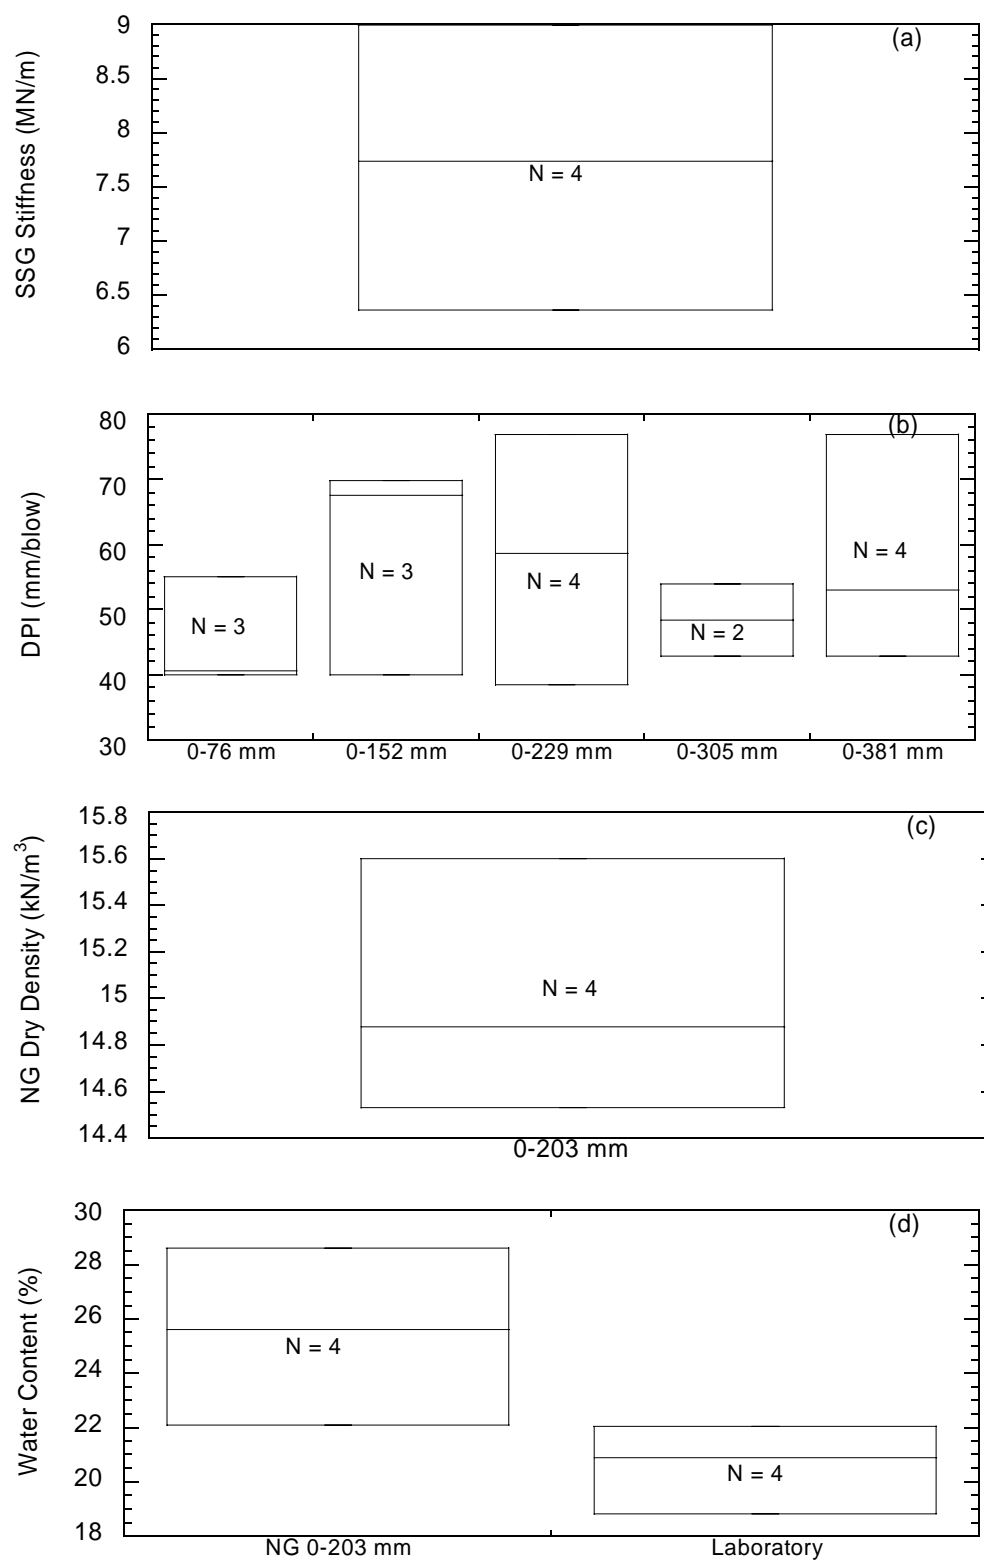 (a)
SSG Stiffness (MN/m)
9
8.5
8
7.5
7
6.5
6
N = 4
(b)
DPI (mm/blow)
80
70
60
50
40
30
N = 3
N = 3
N = 4
N = 2
N = 4
0-76 mm 0-152 mm 0-229 mm 0-305 mm 0-381 mm
(c)
NG Dry Density (kN/m³)
15.8
15.6
15.4
15.2
15
14.8
14.6
14.4
N = 4
0-203 mm
(d)
Water Content (%)
30
28
26
24
22
20
18
N = 4
N = 4
NG 0-203 mm Laboratory